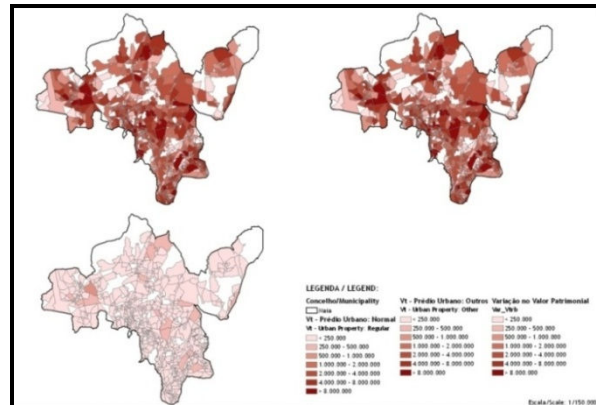 LEGENDA / LEGEND:
Concelho/Municipality
Maia
Vt - Prédio Urbano: Normal
Vt - Urban Property: Regular
< 250.000
250.000 - 500.000
500.000 - 1.000.000
1.000.000 - 2.000.000
2.000.000 - 4.000.000
4.000.000 - 8.000.000
> 8.000.000
Vt - Prédio Urbano: Outros
Vt - Urban Property: Other
< 250.000
250.000 - 500.000
500.000 - 1.000.000
1.000.000 - 2.000.000
2.000.000 - 4.000.000
4.000.000 - 8.000.000
> 8.000.000
Variação no Valor Patrimonial
Var_Vtrb
< 250.000
250.000 - 500.000
500.000 - 1.000.000
1.000.000 - 2.000.000
2.000.000 - 4.000.000
4.000.000 - 8.000.000
> 8.000.000
Escala/Scale: 1/150.000